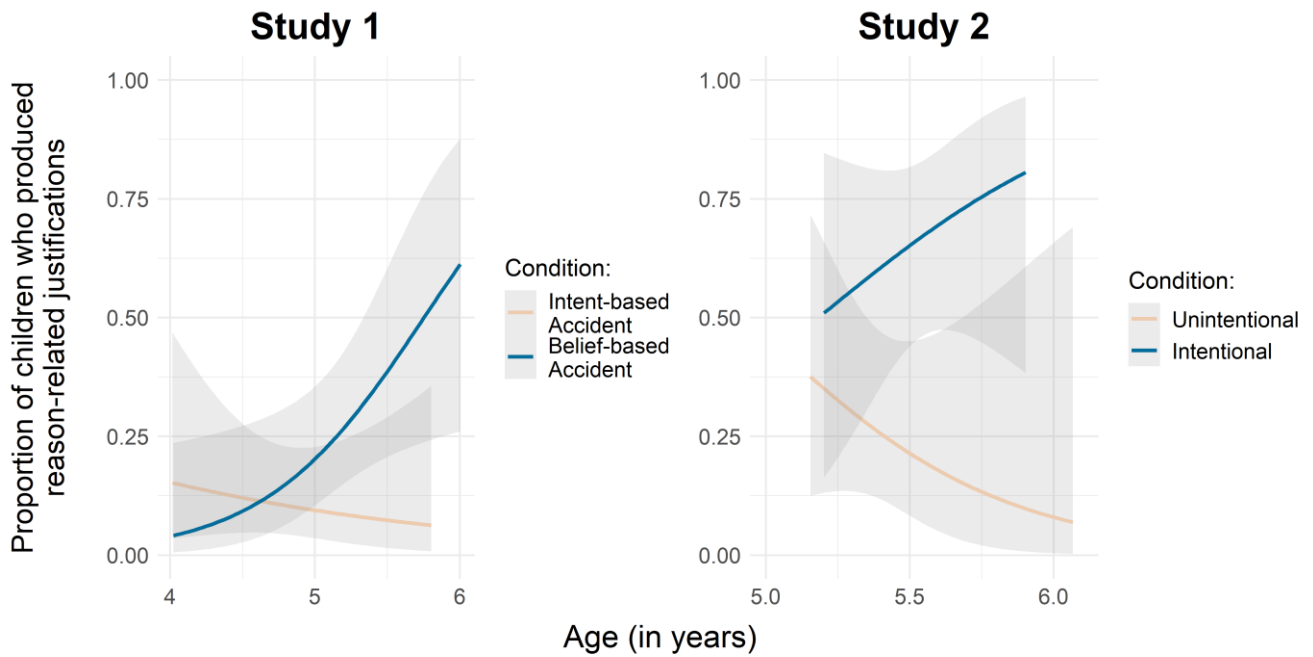 Study 1
Study 2
Proportion of children who produced
reason-related justifications
1.00
0.75
0.50
0.25
0.00
4
5
6
Condition:
Intent-based
Accident
Belief-based
Accident
1.00
0.75
0.50
0.25
0.00
5.0
5.5
6.0
Condition:
Unintentional
Intentional
Age (in years)